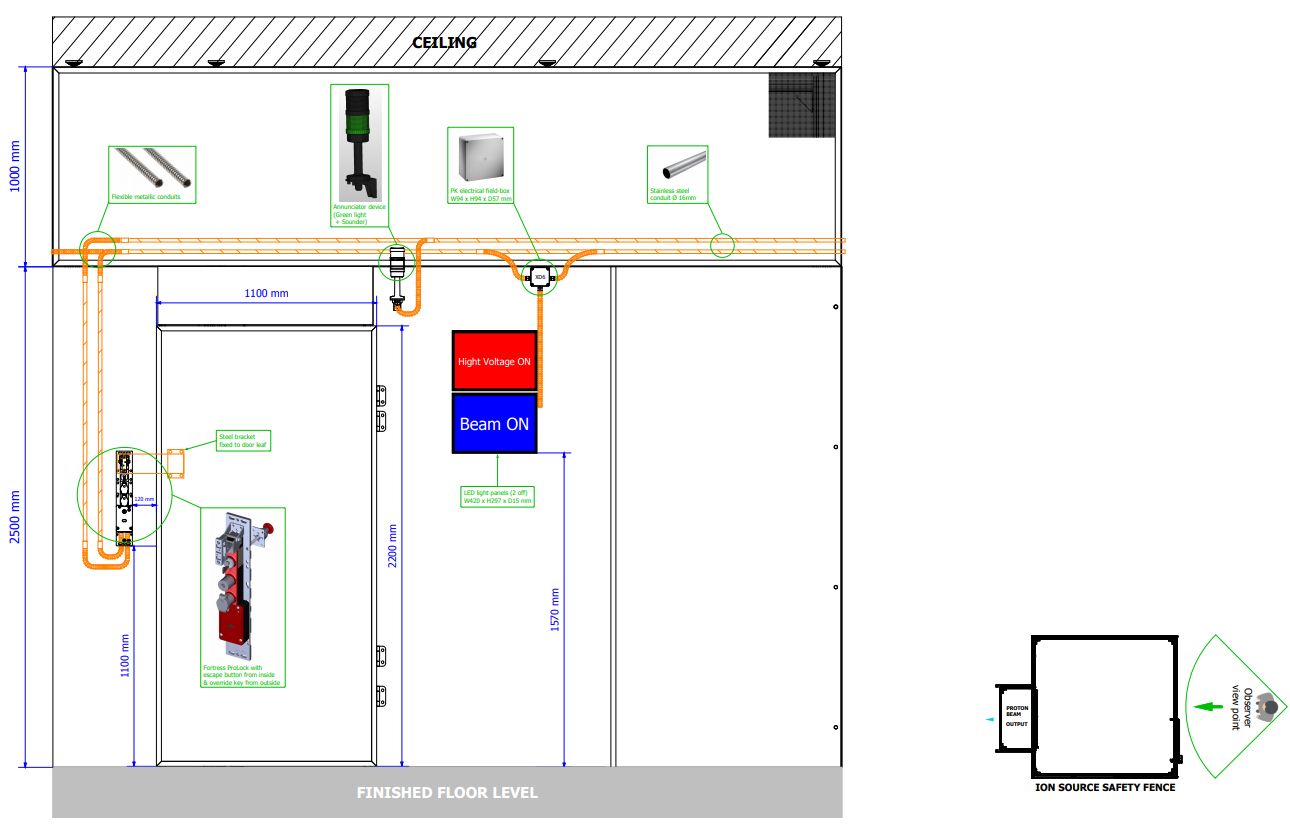 CEILING
1000 mm
Flexible metallic conduits
Annunciator device
(Green light
+ Sounder)
PK electrical field-box
W94 x H94 x D57 mm
Stainless steel
conduit Ø 16mm
XD6
1100 mm
Hight Voltage ON
Beam ON
Steel bracket
fixed to door leaf
120 mm
LED light panels (2 off)
W420 x H297 x D15 mm
2500 mm
2200 mm
1570 mm
1100 mm
Fortress ProLock with
escape button from inside
& override key from outside
FINISHED FLOOR LEVEL
PROTON
BEAM
OUTPUT
Observer
view point
ION SOURCE SAFETY FENCE